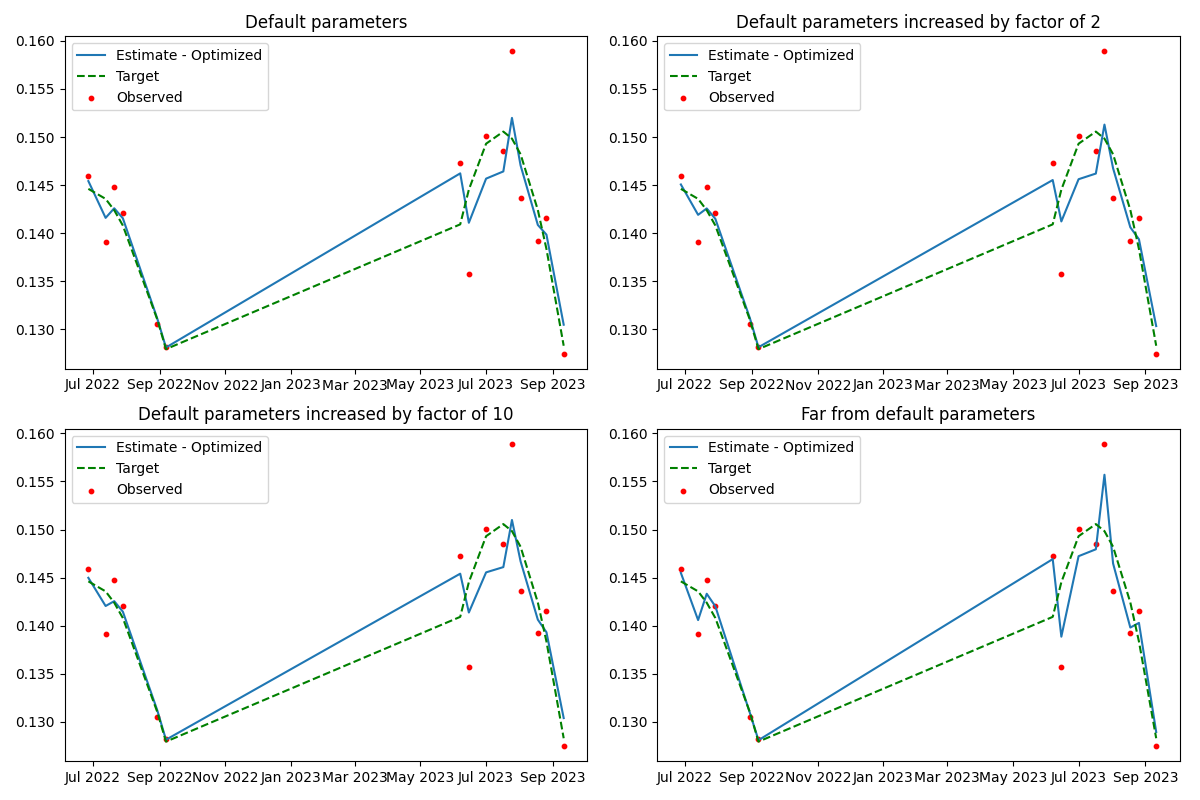 Default parameters
0.160
0.155
0.150
0.145
0.140
0.135
0.130
Estimate - Optimized
Target
Observed
Jul 2022 Sep 2022 Nov 2022 Jan 2023 Mar 2023 May 2023 Jul 2023 Sep 2023
Default parameters increased by factor of 2
0.160
0.155
0.150
0.145
0.140
0.135
0.130
Estimate - Optimized
Target
Observed
Jul 2022 Sep 2022 Nov 2022 Jan 2023 Mar 2023 May 2023 Jul 2023 Sep 2023
Default parameters increased by factor of 10
0.160
0.155
0.150
0.145
0.140
0.135
0.130
Estimate - Optimized
Target
Observed
Jul 2022 Sep 2022 Nov 2022 Jan 2023 Mar 2023 May 2023 Jul 2023 Sep 2023
Far from default parameters
0.160
0.155
0.150
0.145
0.140
0.135
0.130
Estimate - Optimized
Target
Observed
Jul 2022 Sep 2022 Nov 2022 Jan 2023 Mar 2023 May 2023 Jul 2023 Sep 2023